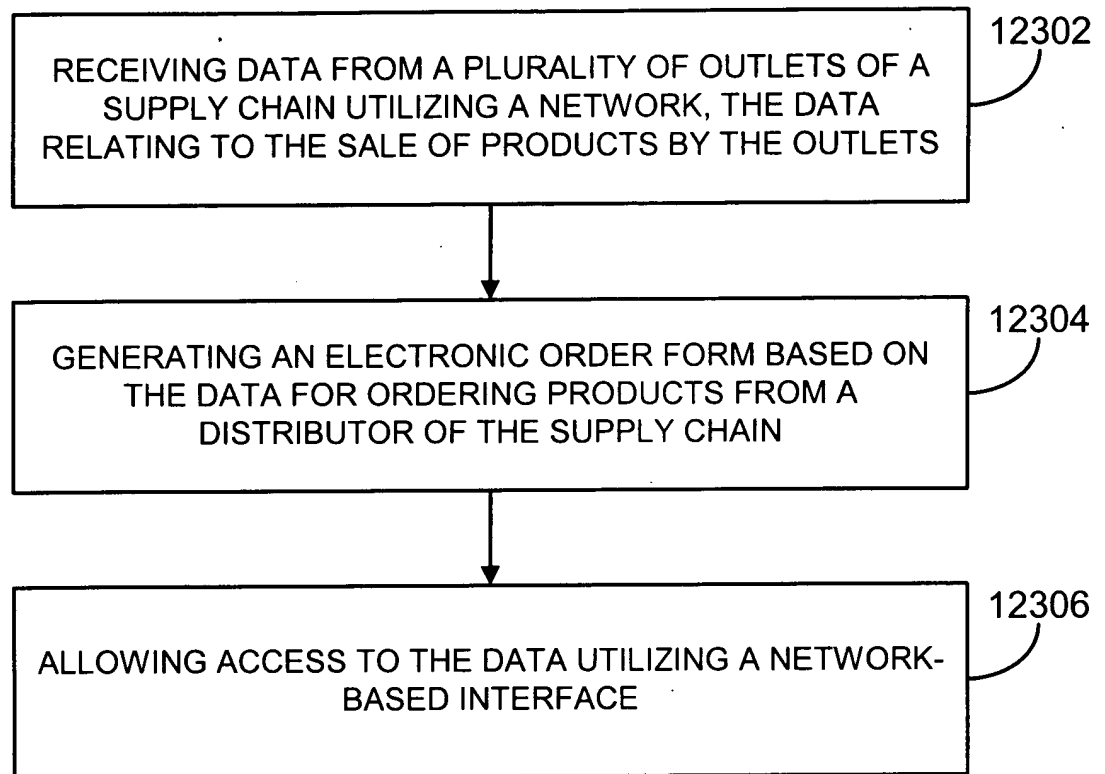 12302
RECEIVING DATA FROM A PLURALITY OF OUTLETS OF A
SUPPLY CHAIN UTILIZING A NETWORK, THE DATA
RELATING TO THE SALE OF PRODUCTS BY THE OUTLETS
12304
GENERATING AN ELECTRONIC ORDER FORM BASED ON
THE DATA FOR ORDERING PRODUCTS FROM A
DISTRIBUTOR OF THE SUPPLY CHAIN
12306
ALLOWING ACCESS TO THE DATA UTILIZING A NETWORK-
BASED INTERFACE